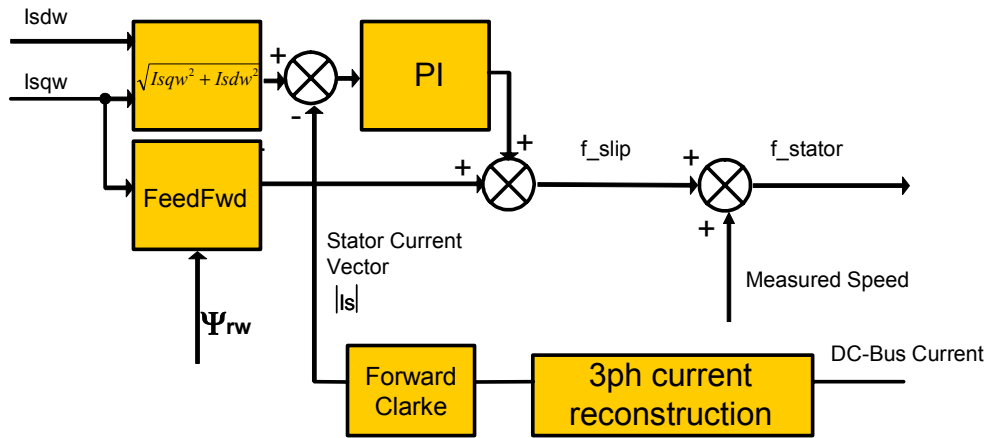 Isdw
Isqw
√Isqw² + Isdw²
+
-
PI
+
+
f_slip
+
+
f_stator
FeedFwd
Ψrw
Stator Current
Vector
|Is|
Measured Speed
DC-Bus Current
Forward
Clarke
3ph current
reconstruction